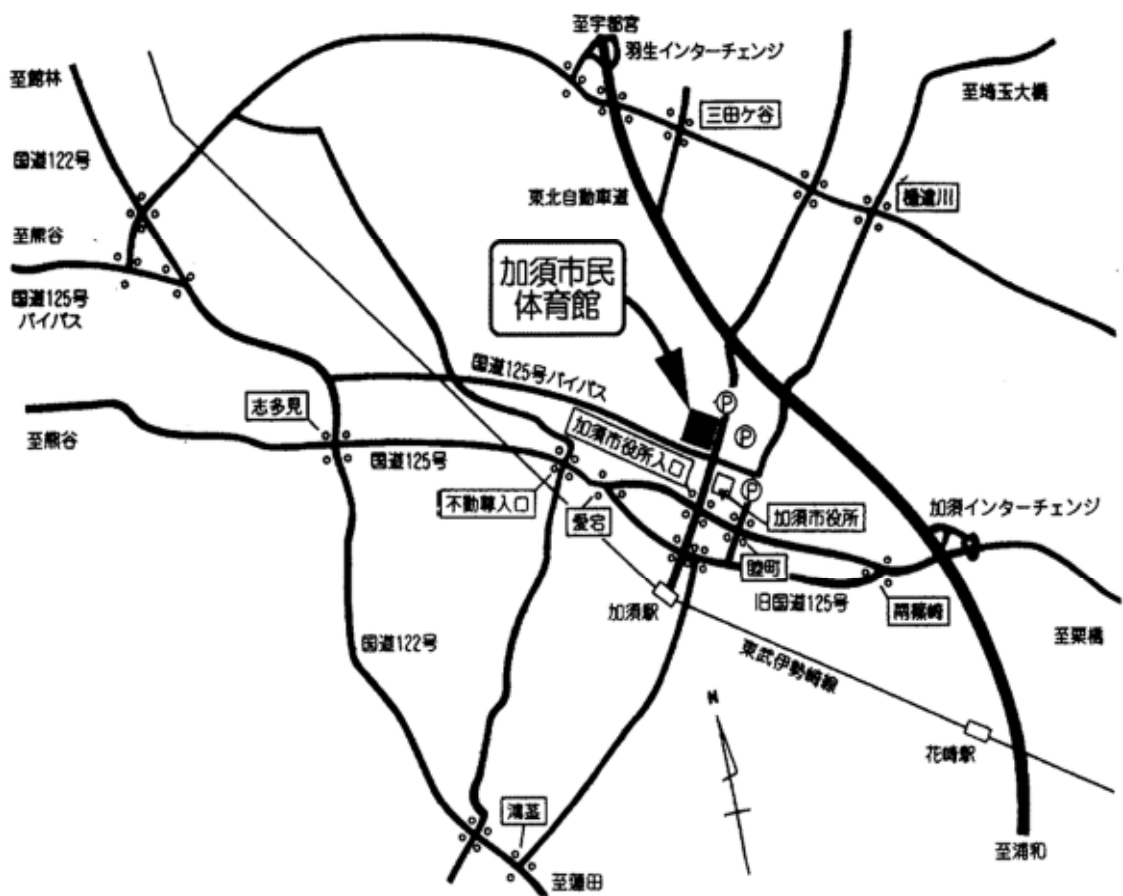 至宇都宮
羽生インターチェンジ
至館林
至埼玉大橋
三田ケ谷
国道122号
東北自動車道
樋遣川
至熊谷
国道125号
バイパス
加須市民
体育館
国道125号バイパス
P
志多見
加須市役所入口
P
至熊谷
国道125号
P
不動尊入口
愛宕
加須市役所
加須インターチェンジ
睦町
加須駅
旧国道125号
両篠崎
至栗橋
国道122号
東武伊勢崎線
N
花崎駅
鴻茎
至蓮田
至浦和